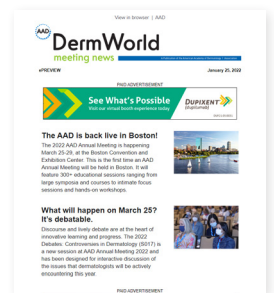 View in browser | AAD
AAD
DermWorld
meeting news
ePREVIEW
January 25, 2022
PAID ADVERTISEMENT
See What's Possible
Visit our virtual booth experience today
DUPIXENT
(dupilumab)
The AAD is back live in Boston!
The 2022 AAD Annual Meeting is happening
March 25-29, at the Boston Convention and
Exhibition Center. This is the first time an AAD
Annual Meeting will be held in Boston. It will
feature 300+ educational sessions ranging from
large symposia and courses to intimate focus
sessions and hands-on workshops.
What will happen on March 25?
It's debatable.
Discourse and lively debate are at the heart of
innovative learning and progress. The 2022
Debates: Controversies in Dermatology (S017) is
a new session at AAD Annual Meeting 2022 and
has been designed for interactive discussion of
the issues that dermatologists will be actively
encountering this year.
PAID ADVERTISEMENT